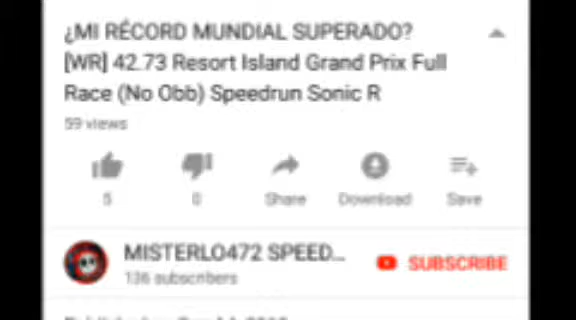 ¿MI RÉCORD MUNDIAL SUPERADO?
[WR] 42.73 Resort Island Grand Prix Full
Race (No Obb) Speedrun Sonic R
59 views
5 0 Share Download Save
MISTERLO472 SPEED... SUBSCRIBE
136 subscribers